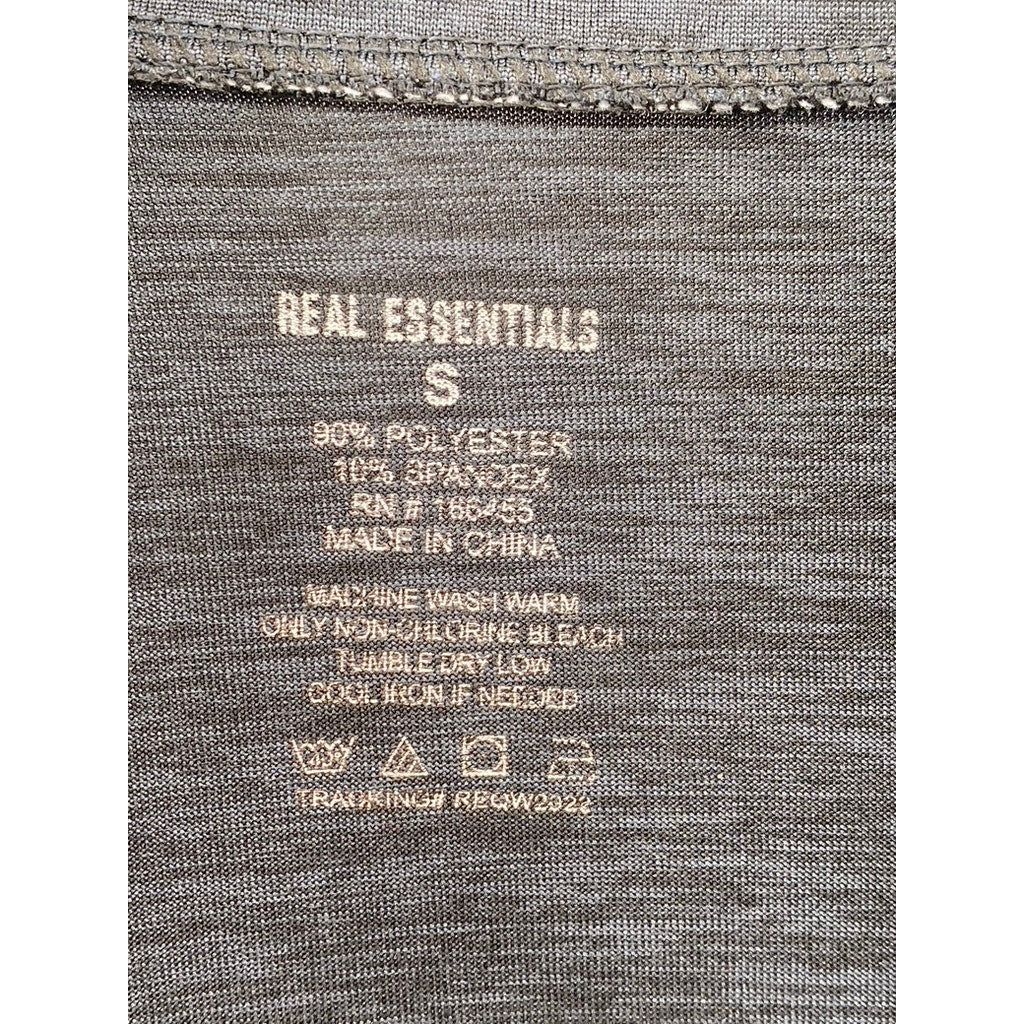 REAL ESSENTIALS
S
90% POLYESTER
10% SPANDEX
RN # 166455
MADE IN CHINA
MACHINE WASH WARM
ONLY NON-CHLORINE BLEACH
TUMBLE DRY LOW
COOL IRON IF NEEDED
TRACKING# REQW2022